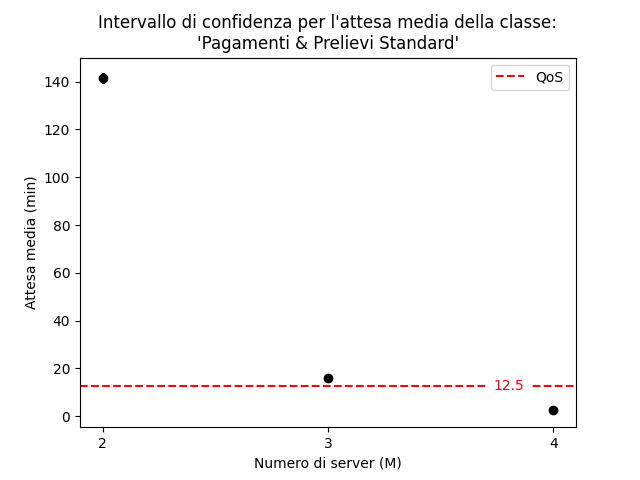 Intervallo di confidenza per l'attesa media della classe:
'Pagamenti & Prelievi Standard'
QoS
140
120
100
80
60
40
20
0
12.5
2
3
4
Attesa media (min)
Numero di server (M)